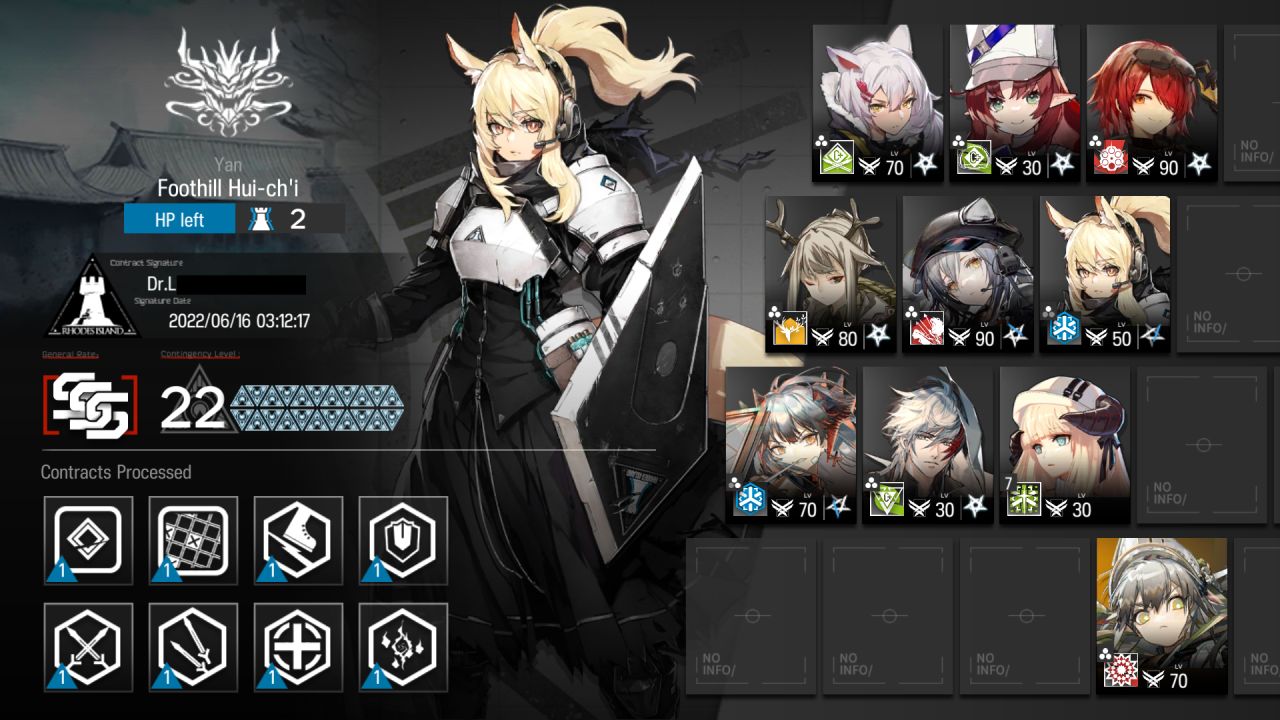 Yan
Foothill Hui-ch'i
HP left 2
Contract Signature
Dr.L
Signature Date
2022/06/16 03:12:17
RHODES ISLAND
General Rate:
Contingency Level :
SSS
22
Contracts Processed
1 1 1 1
1 1 1 1
LV 70
LV 30
LV 90
NO INFO/
LV 80
LV 90
LV 50
NO INFO/
LV 70
LV 30
7 LV 30
NO INFO/
NO INFO/
NO INFO/
NO INFO/
LV 70
NO INFO/